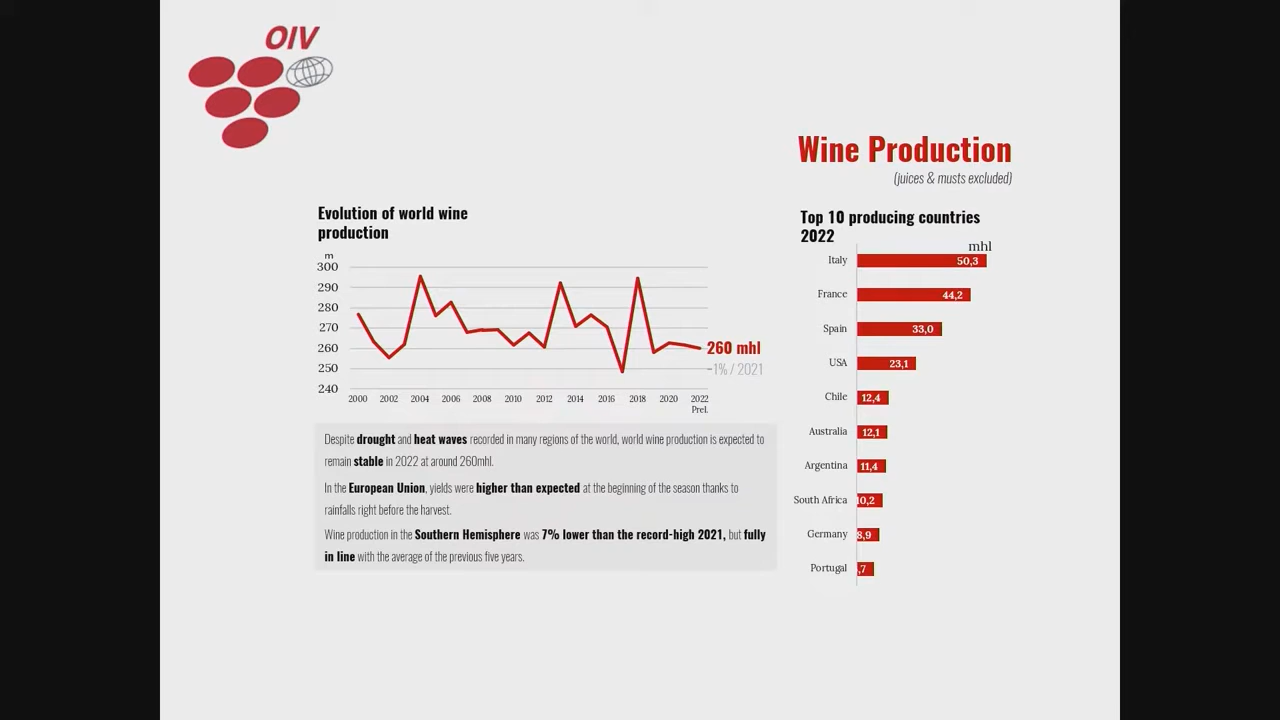 OIV
Wine Production
(juices & musts excluded)
Evolution of world wine
production
m
300
290
280
270
260
250
240
2000 2002 2004 2006 2008 2010 2012 2014 2016 2018 2020 2022
Prel.
260 mhl
-1% / 2021
Despite drought and heat waves recorded in many regions of the world, world wine production is expected to
remain stable in 2022 at around 260mhl.
In the European Union, yields were higher than expected at the beginning of the season thanks to
rainfalls right before the harvest.
Wine production in the Southern Hemisphere was 7% lower than the record-high 2021, but fully
in line with the average of the previous five years.
Top 10 producing countries
2022
mhl
Italy 50,3
France 44,2
Spain 33,0
USA 23,1
Chile 12,4
Australia 12,1
Argentina 11,4
South Africa 10,2
Germany 8,9
Portugal ,7